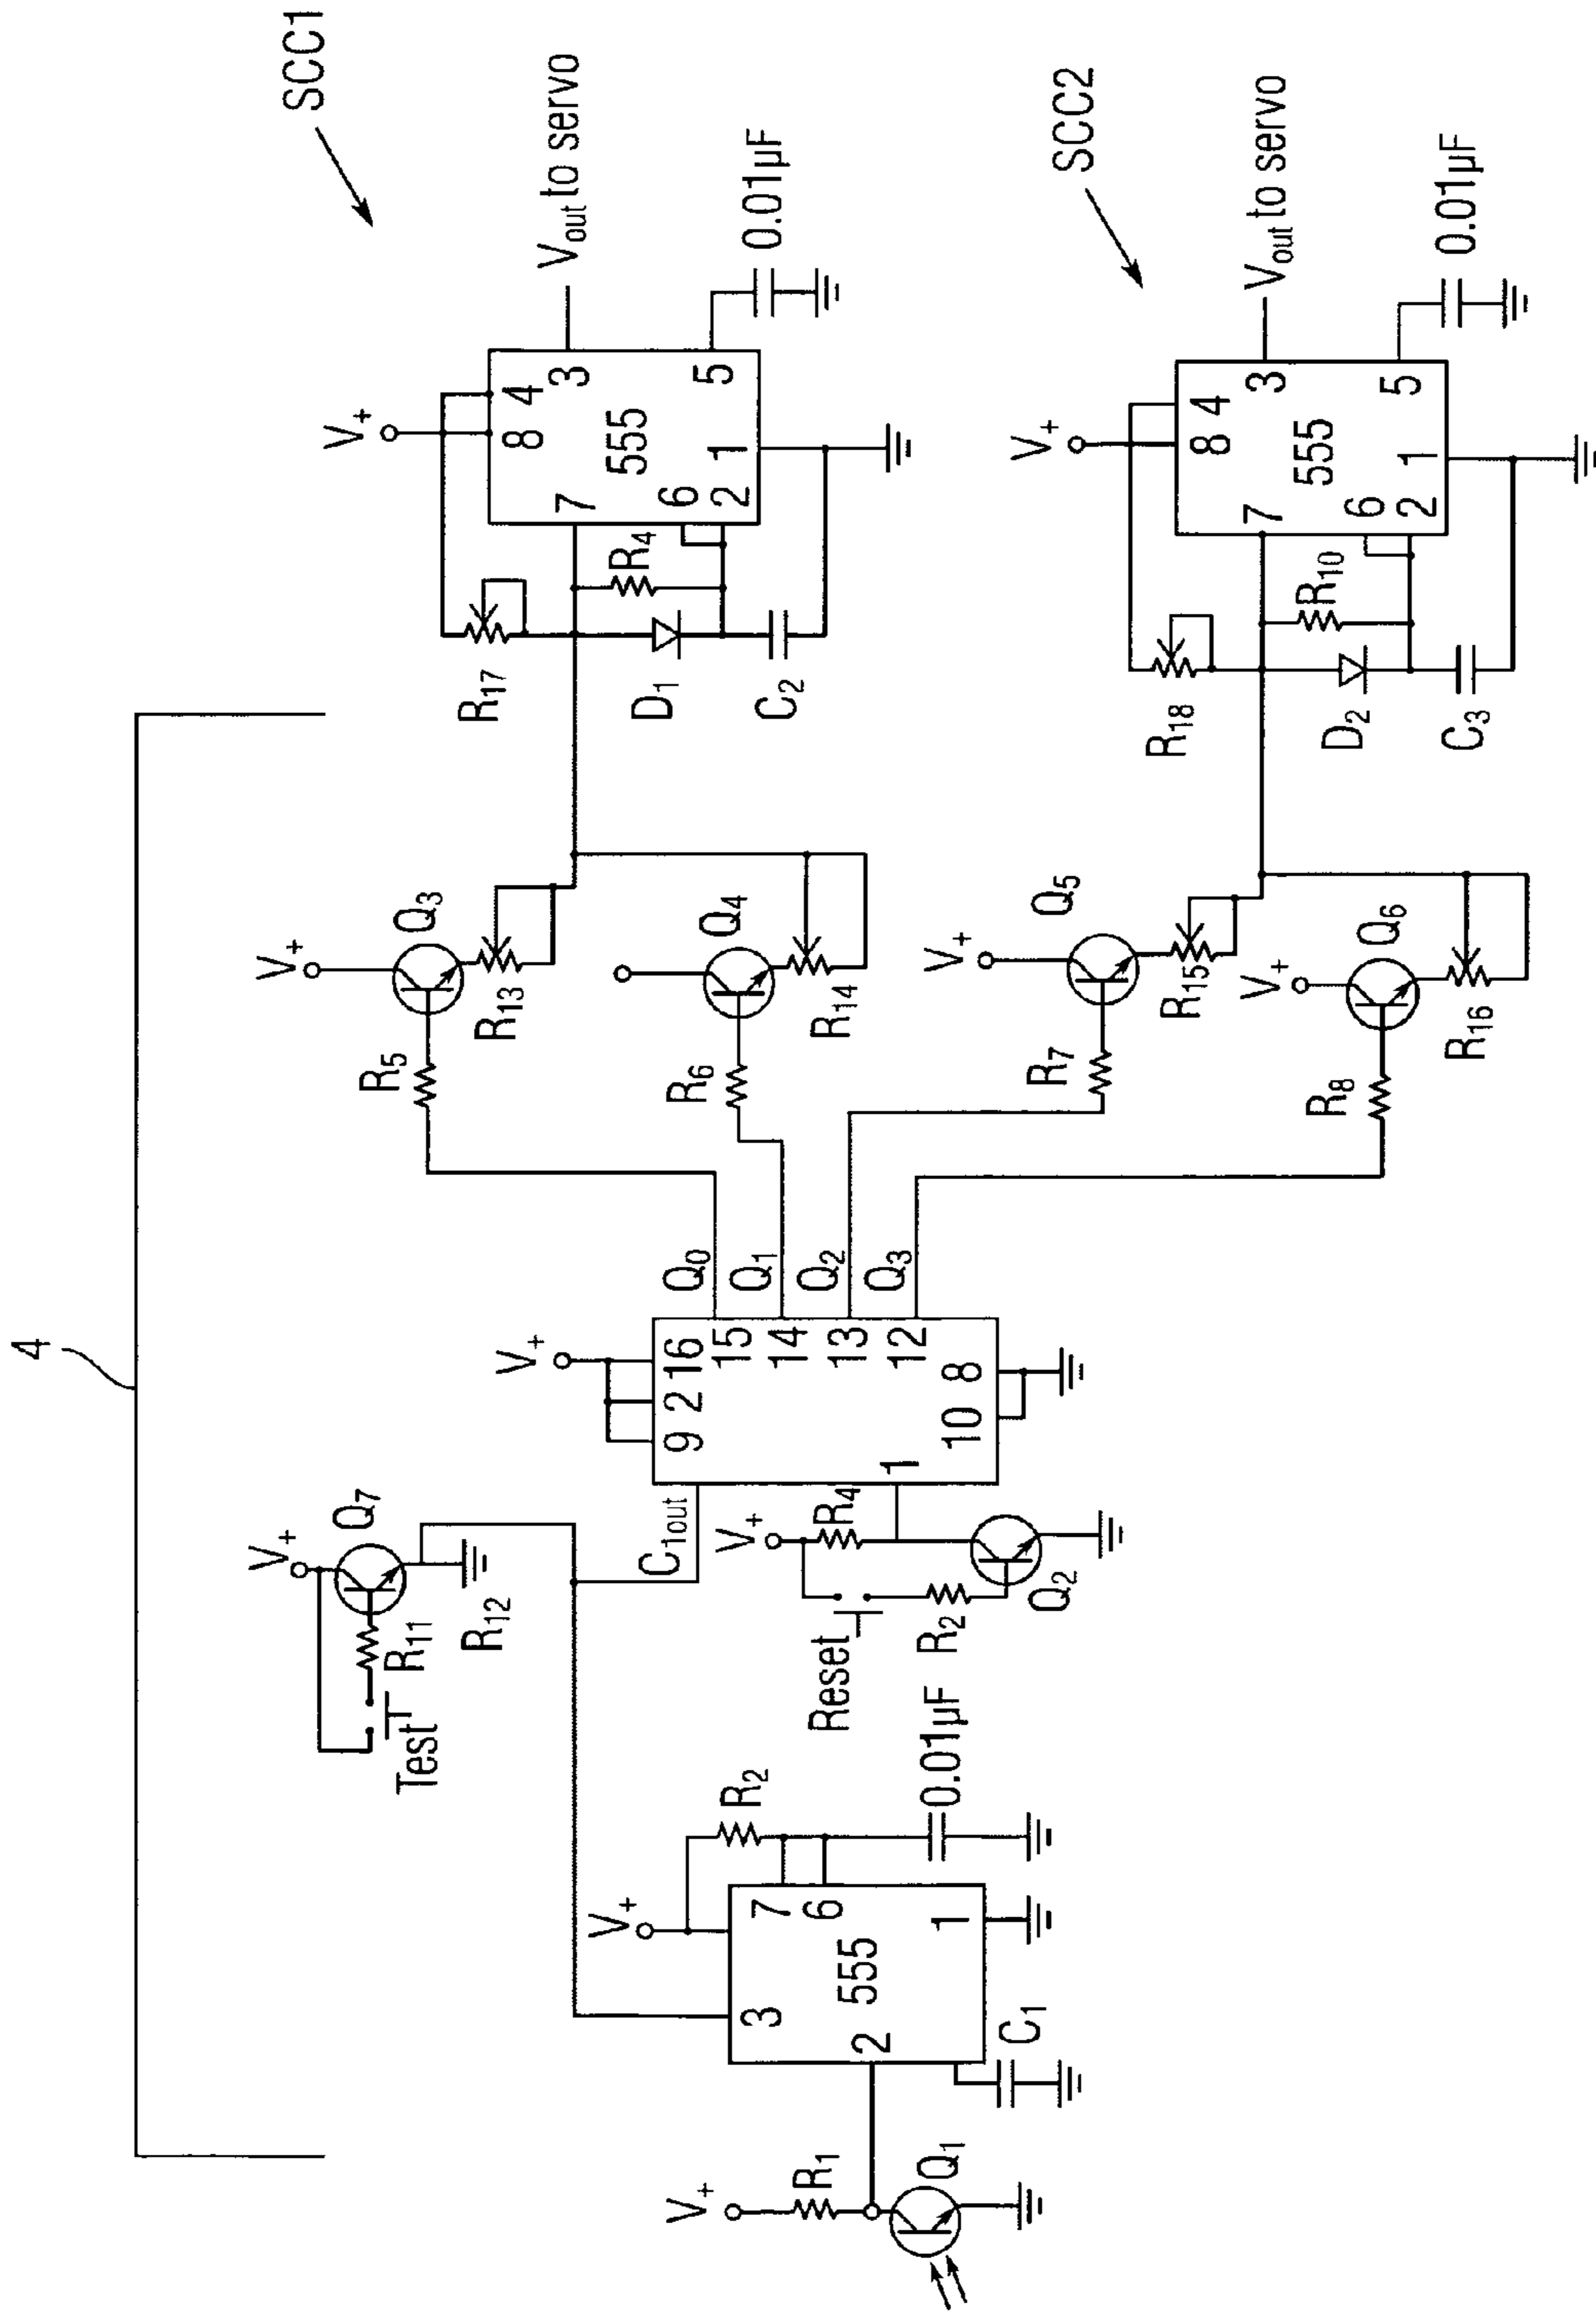 4
SCC1
SCC2
V+
R1
Q1
2
3
555
7
6
1
C1
V+
R2
0.01µF
Test
R11
V+
Q7
R12
C1out
Reset
V+
R4
R2
Q2
V+
9 2 16
1
15
14
13
12
10 8
Q0
Q1
Q2
Q3
R5
V+
Q3
R13
R6
Q4
R14
R7
V+
Q5
R15
R8
V+
Q6
R16
R17
D1
C2
R4
V+
8 4
7
555
3
6
2
1
5
Vout to servo
0.01µF
R18
D2
C3
R10
V+
8 4
7
555
3
6
2
1
5
Vout to servo
0.01µF